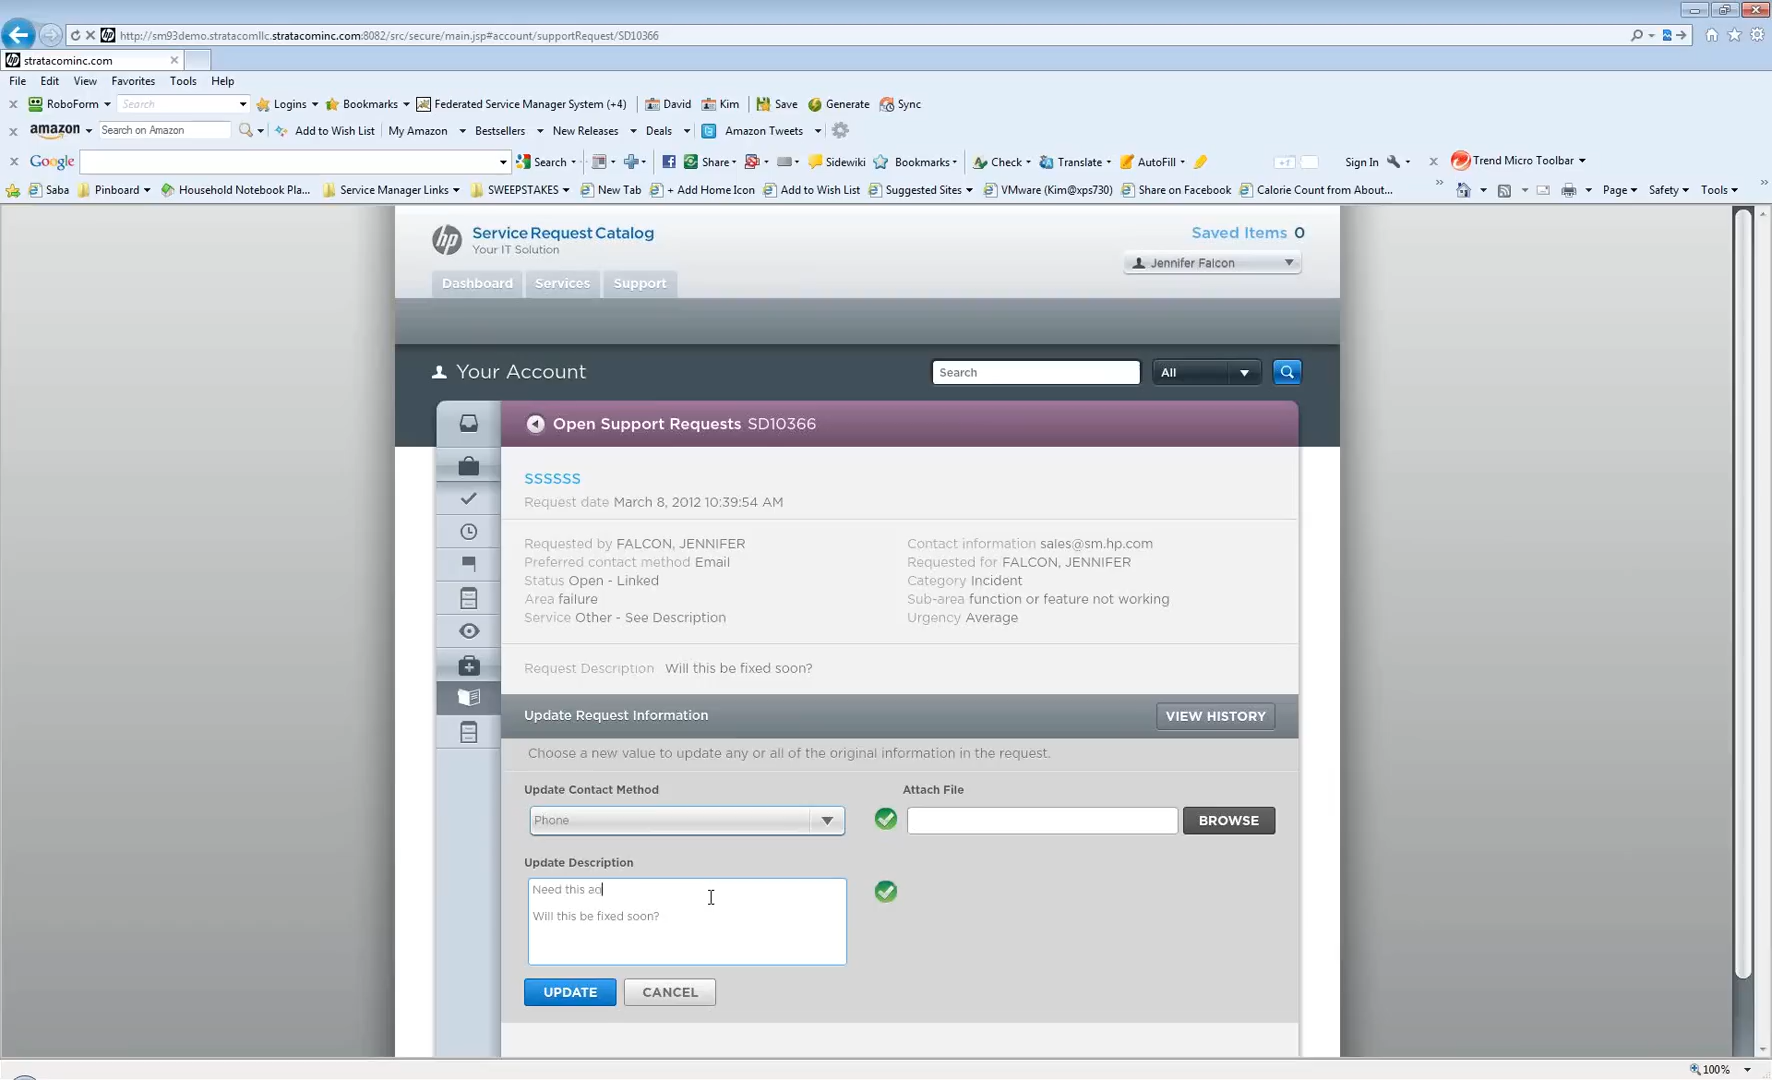 http://sm93demo.stratacomllc.stratacominc.com:8082/src/secure/main.jsp#account/supportRequest/SD10366
hp stratacominc.com
File Edit View Favorites Tools Help
RoboForm Search Logins Bookmarks Federated Service Manager System (+4) David Kim Save Generate Sync
amazon Search on Amazon Add to Wish List My Amazon Bestsellers New Releases Deals Amazon Tweets
Google Search Share Sidewiki Bookmarks Check Translate AutoFill +1 Sign In Trend Micro Toolbar
Saba Pinboard Household Notebook Pla... Service Manager Links SWEEPSTAKES New Tab + Add Home Icon Add to Wish List Suggested Sites VMware (Kim@xps730) Share on Facebook Calorie Count from About... Page Safety Tools
hp Service Request Catalog
Your IT Solution
Saved Items 0
Jennifer Falcon
Dashboard Services Support
Your Account
Search All
Open Support Requests SD10366
SSSSSS
Request date March 8, 2012 10:39:54 AM
Requested by FALCON, JENNIFER
Preferred contact method Email
Status Open - Linked
Area failure
Service Other - See Description
Contact information sales@sm.hp.com
Requested for FALCON, JENNIFER
Category Incident
Sub-area function or feature not working
Urgency Average
Request Description Will this be fixed soon?
Update Request Information
VIEW HISTORY
Choose a new value to update any or all of the original information in the request.
Update Contact Method
Phone
Attach File
BROWSE
Update Description
Need this ao
Will this be fixed soon?
UPDATE CANCEL
100%